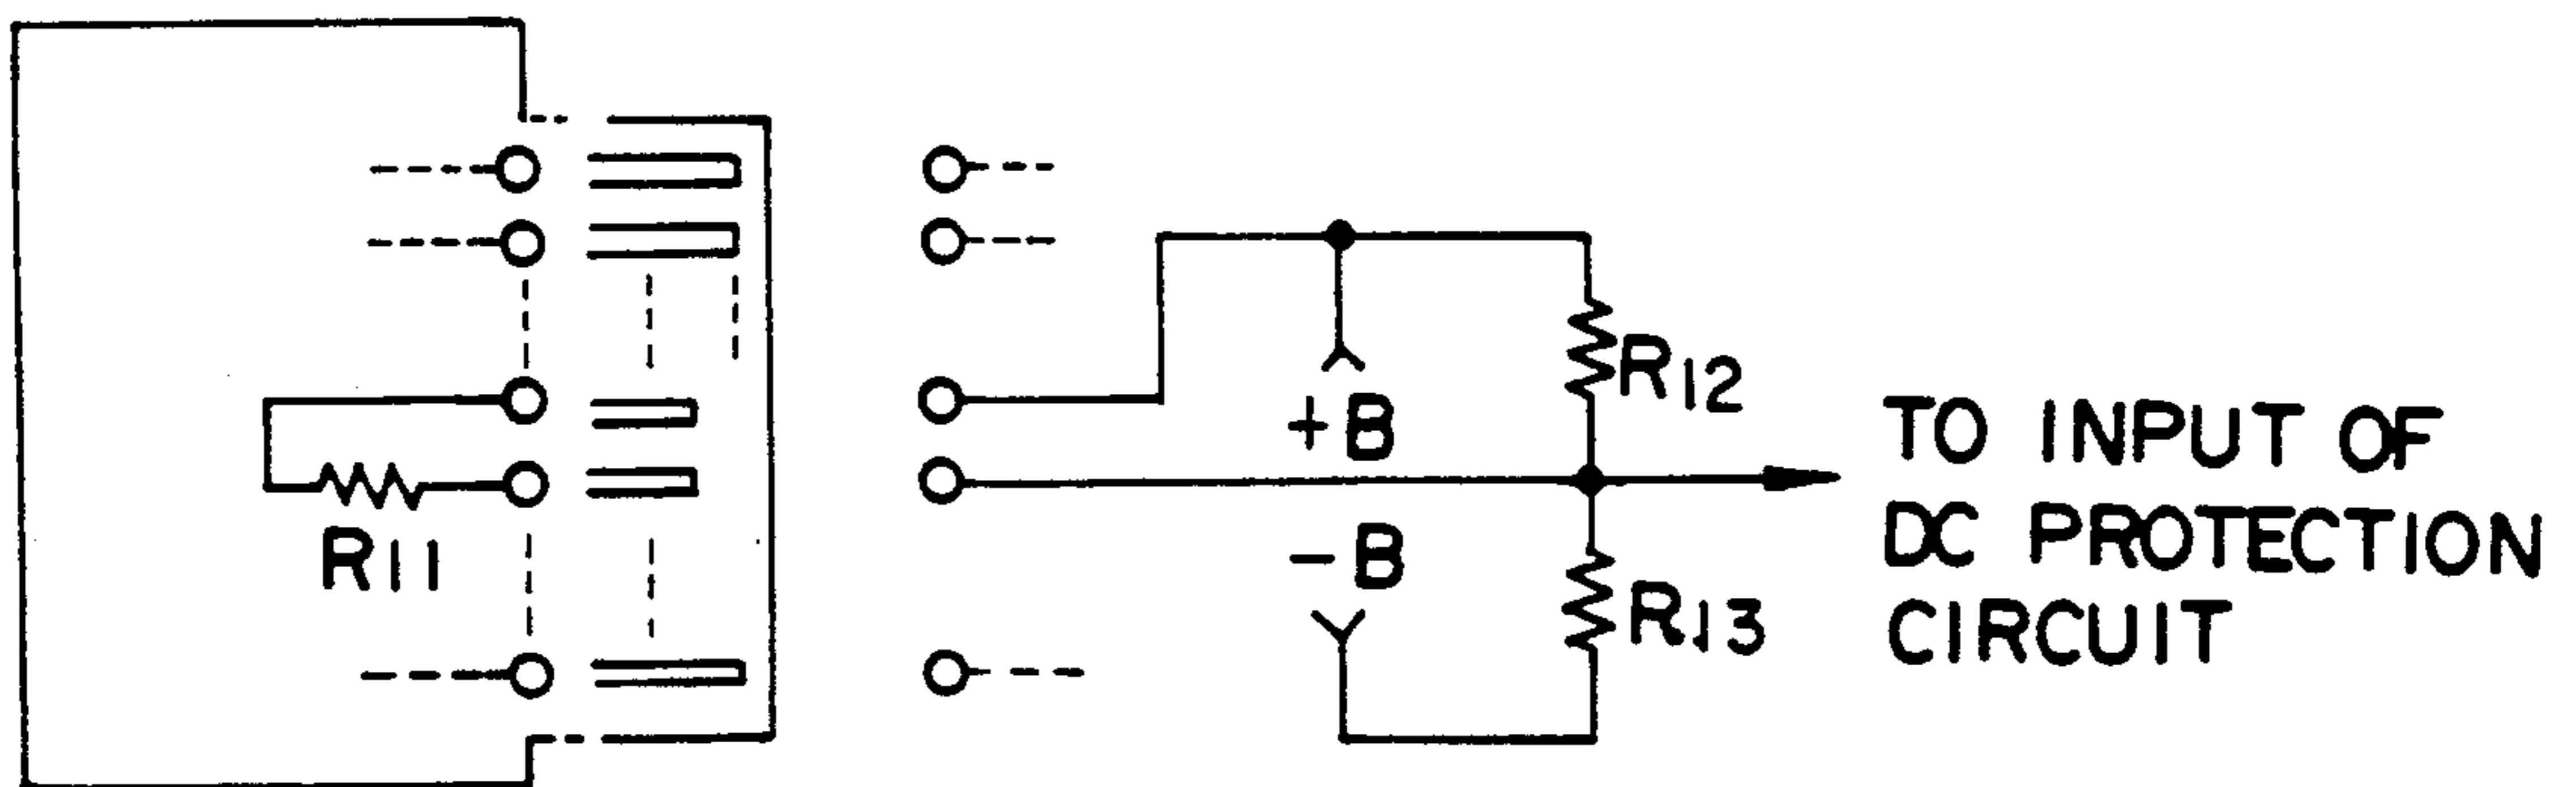 R11
+B
-B
R12
R13
TO INPUT OF
DC PROTECTION
CIRCUIT